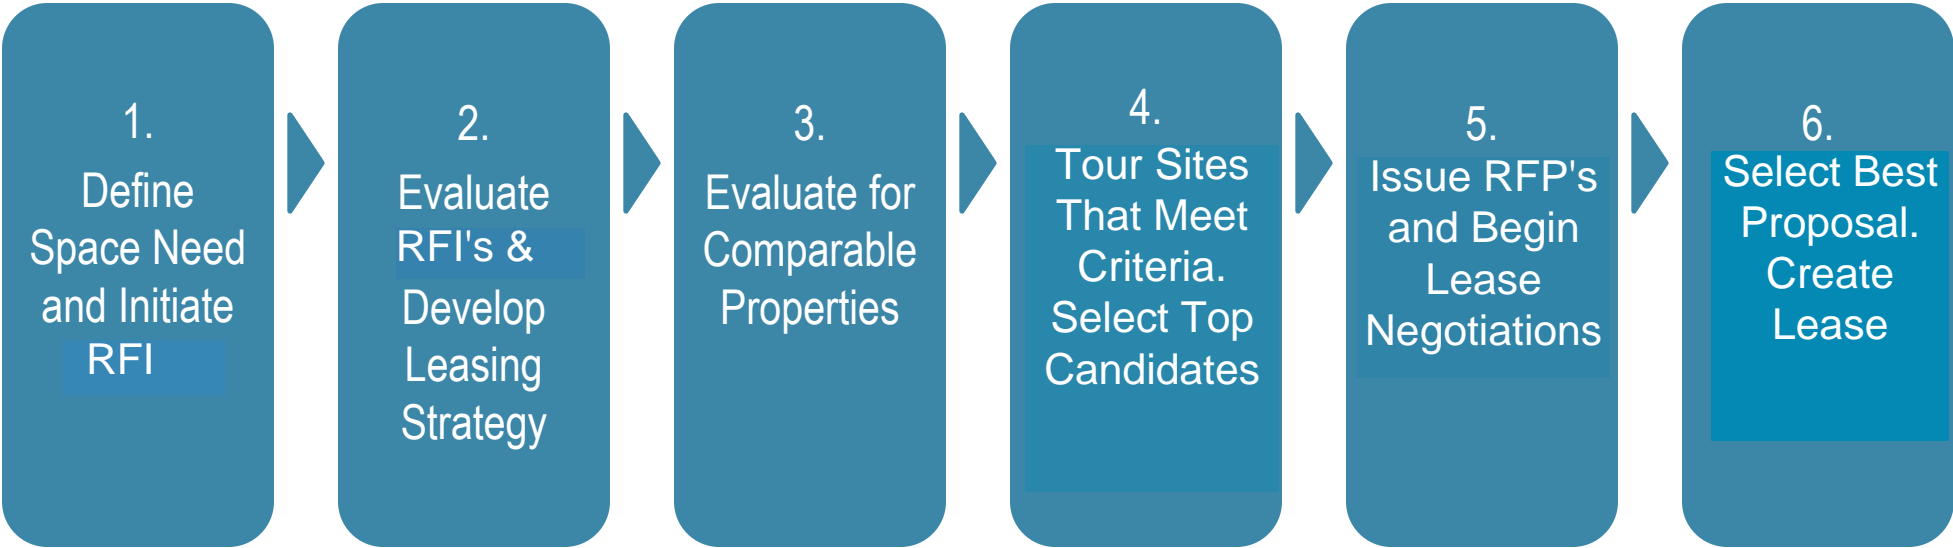 1.
Define
Space Need
and Initiate
RFI
2.
Evaluate
RFI's &
Develop
Leasing
Strategy
3.
Evaluate for
Comparable
Properties
4.
Tour Sites
That Meet
Criteria.
Select Top
Candidates
5.
Issue RFP's
and Begin
Lease
Negotiations
6.
Select Best
Proposal.
Create
Lease